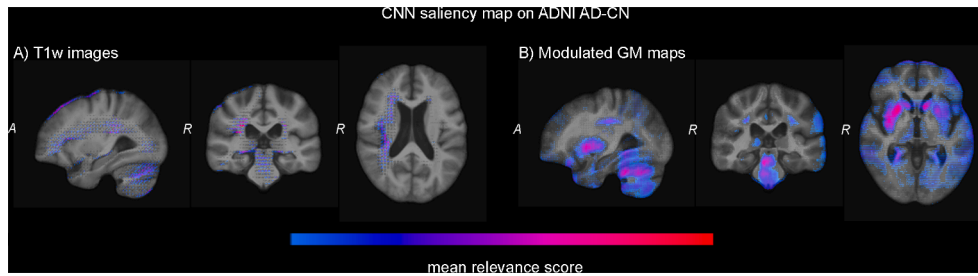 CNN saliency map on ADNI AD-CN
A) T1w images
B) Modulated GM maps
A
R
R
A
R
R
mean relevance score